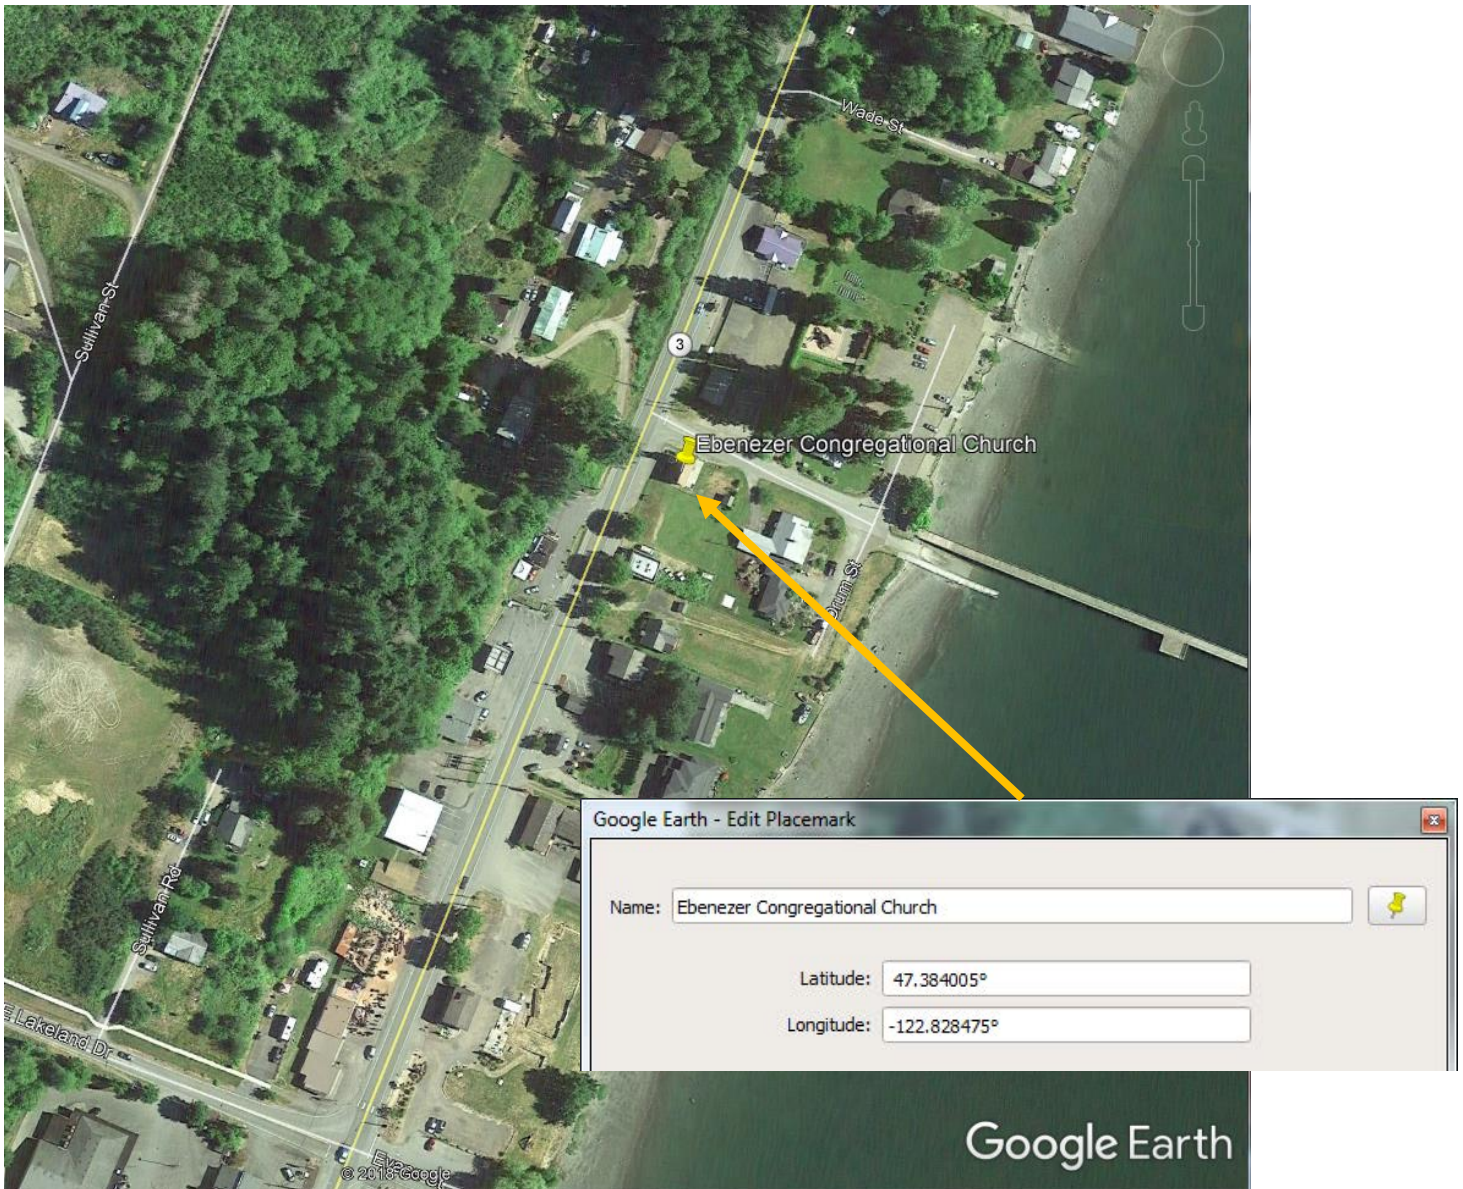 Wade St
Sullivan St
3
Ebenezer Congregational Church
Drum St
Google Earth - Edit Placemark
Name: Ebenezer Congregational Church
Latitude: 47.384005°
Longitude: -122.828475°
Sullivan Rd
E Lakeland Dr
© 2018 Google
Google Earth